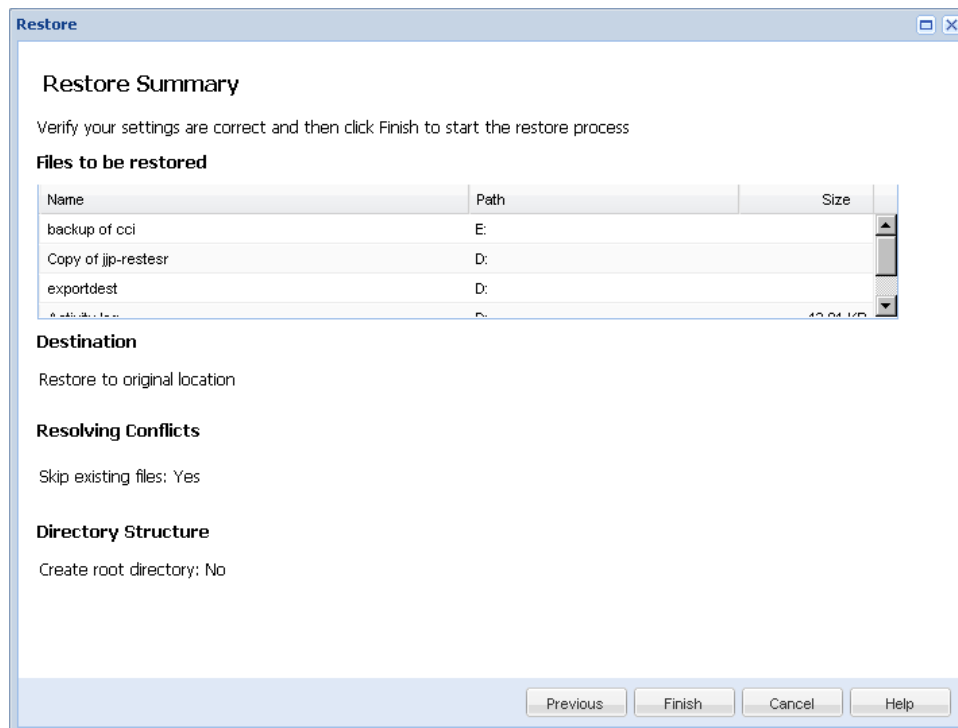 Restore
Restore Summary
Verify your settings are correct and then click Finish to start the restore process
Files to be restored
Name Path Size
backup of cci E:
Copy of jjp-restesr D:
exportdest D:
Activity log D:
Destination
Restore to original location
Resolving Conflicts
Skip existing files: Yes
Directory Structure
Create root directory: No
Previous Finish Cancel Help